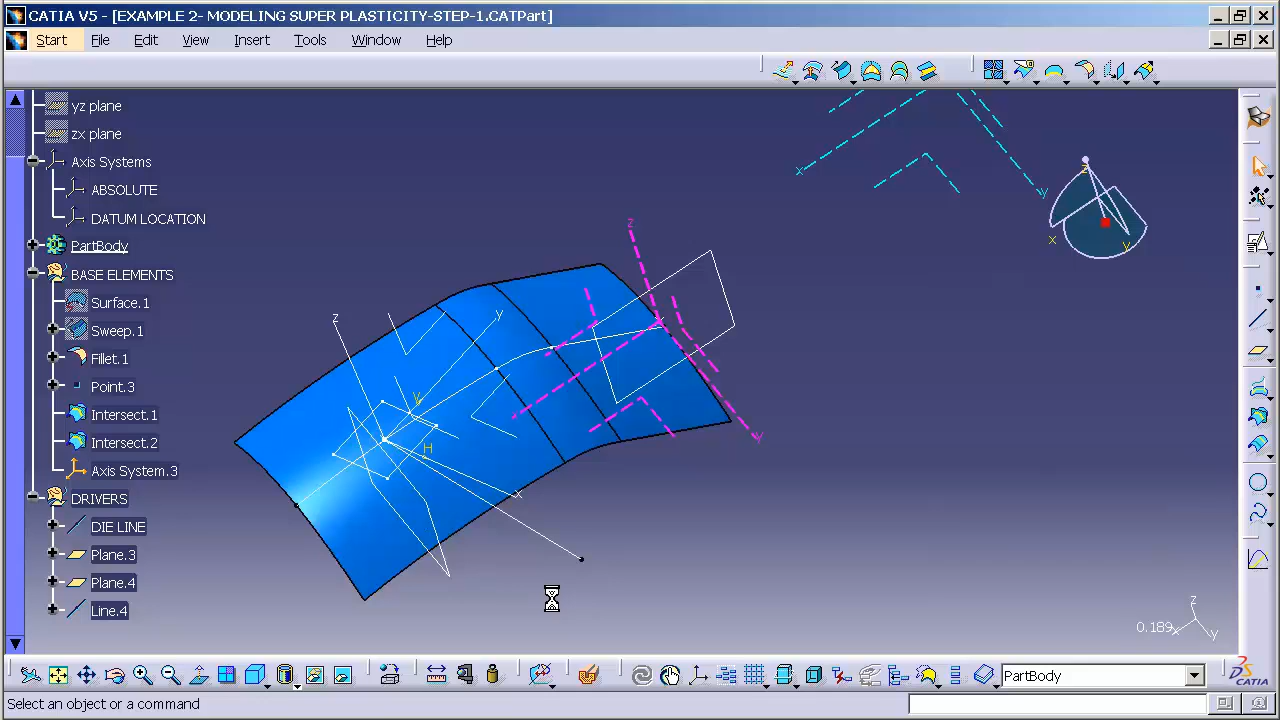 CATIA V5 - [EXAMPLE 2- MODELING SUPER PLASTICITY-STEP-1.CATPart]
Start File Edit View Insert Tools Window Help
yz plane
zx plane
Axis Systems
ABSOLUTE
DATUM LOCATION
PartBody
BASE ELEMENTS
Surface.1
Sweep.1
Fillet.1
Point.3
Intersect.1
Intersect.2
Axis System.3
DRIVERS
DIE LINE
Plane.3
Plane.4
Line.4
x
y
z
x
y
z
y
z
y
V
H
x
z
y
0.189
x
z
y
PartBody
CATIA
Select an object or a command